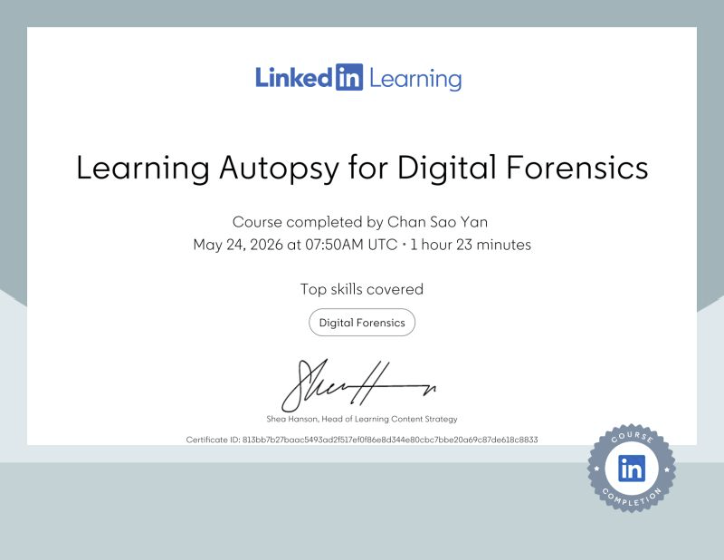 LinkedIn Learning
Learning Autopsy for Digital Forensics
Course completed by Chan Sao Yan
May 24, 2026 at 07:50AM UTC • 1 hour 23 minutes
Top skills covered
Digital Forensics
Shea Hanson, Head of Learning Content Strategy
Certificate ID: 813bb7b27baac5493ad2f517ef0f86e8d344e80cbc7bbe20a69c87de618c8833
COURSE
in
COMPLETION